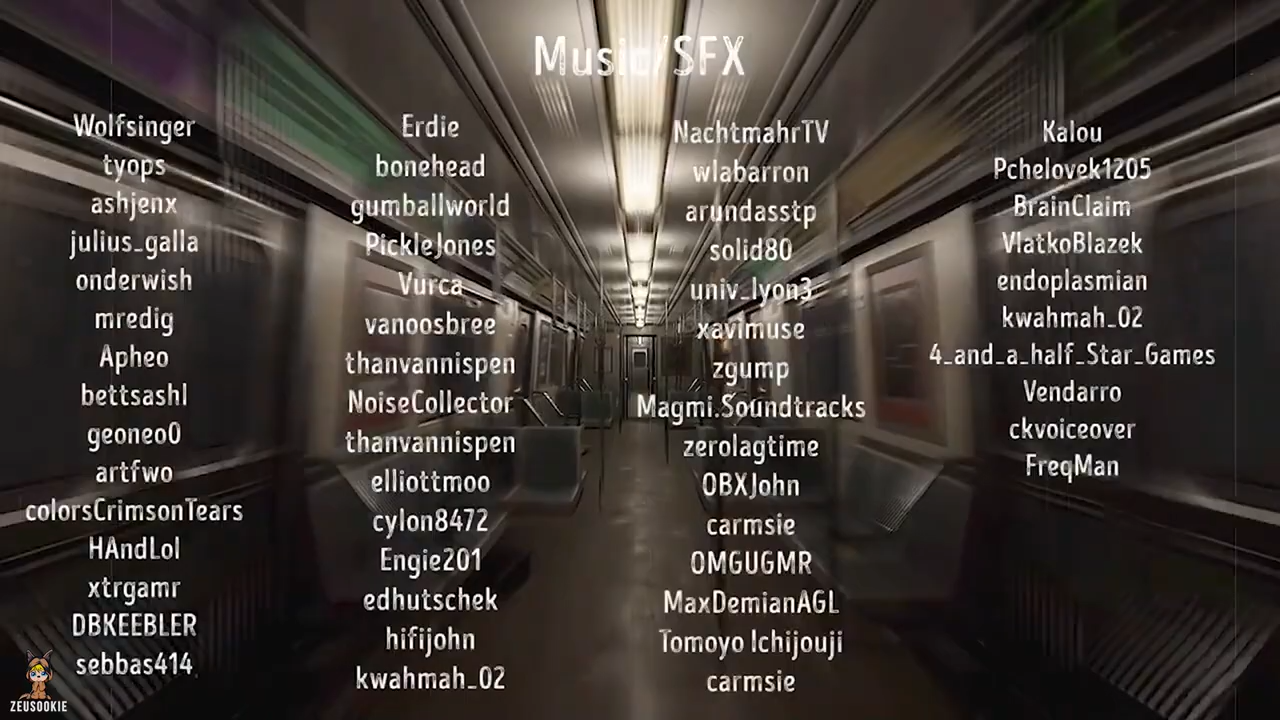 Music/SFX
Wolfsinger
tyops
ashjenx
julius_galla
onderwish
mredig
Apheo
bettsashl
geoneo0
artfwo
colorsCrimsonTears
HAndLol
xtrgamr
DBKEEBLER
sebbas414
Erdie
bonehead
gumballworld
PickleJones
Vurca
vanoosbree
thanvannispen
NoiseCollector
thanvannispen
elliottmoo
cylon8472
Engie201
edhutschek
hifijohn
kwahmah_02
NachtmahrTV
wlabarron
arundasstp
solid80
univ_lyon3
xavimuse
zgump
Magmi.Soundtracks
zerolagtime
OBXJohn
carmsie
OMGUGMR
MaxDemianAGL
Tomoyo Ichijouji
carmsie
Kalou
Pchelovek1205
BrainClaim
VlatkoBlazek
endoplasmian
kwahmah_02
4_and_a_half_Star_Games
Vendarro
ckvoiceover
FreqMan
ZEUSOOKIE